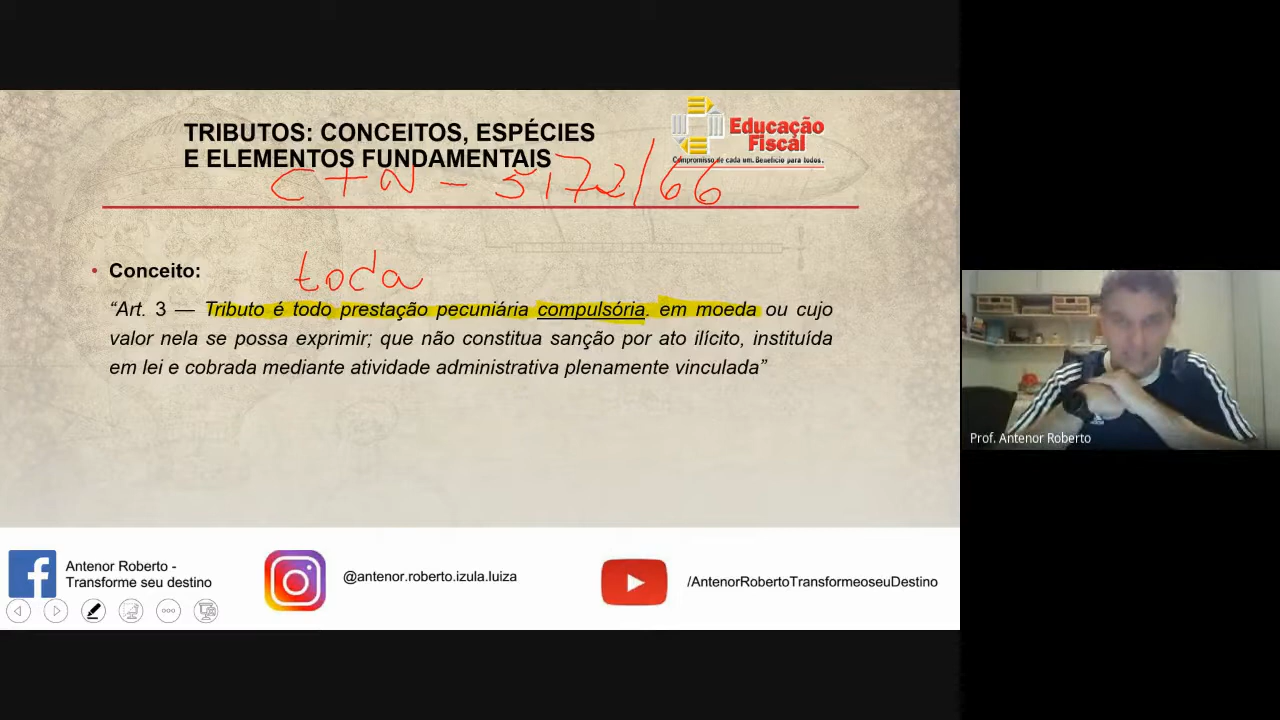 TRIBUTOS: CONCEITOS, ESPÉCIES
E ELEMENTOS FUNDAMENTAIS
Educação
Fiscal
Compromisso de cada um. Benefício para todos.
CTN - 5172/66
• Conceito:
toda
“Art. 3 — Tributo é todo prestação pecuniária compulsória. em moeda ou cujo
valor nela se possa exprimir; que não constitua sanção por ato ilícito, instituída
em lei e cobrada mediante atividade administrativa plenamente vinculada”
Prof. Antenor Roberto
Antenor Roberto -
Transforme seu destino
@antenor.roberto.izula.luiza
/AntenorRobertoTransformeoseuDestino